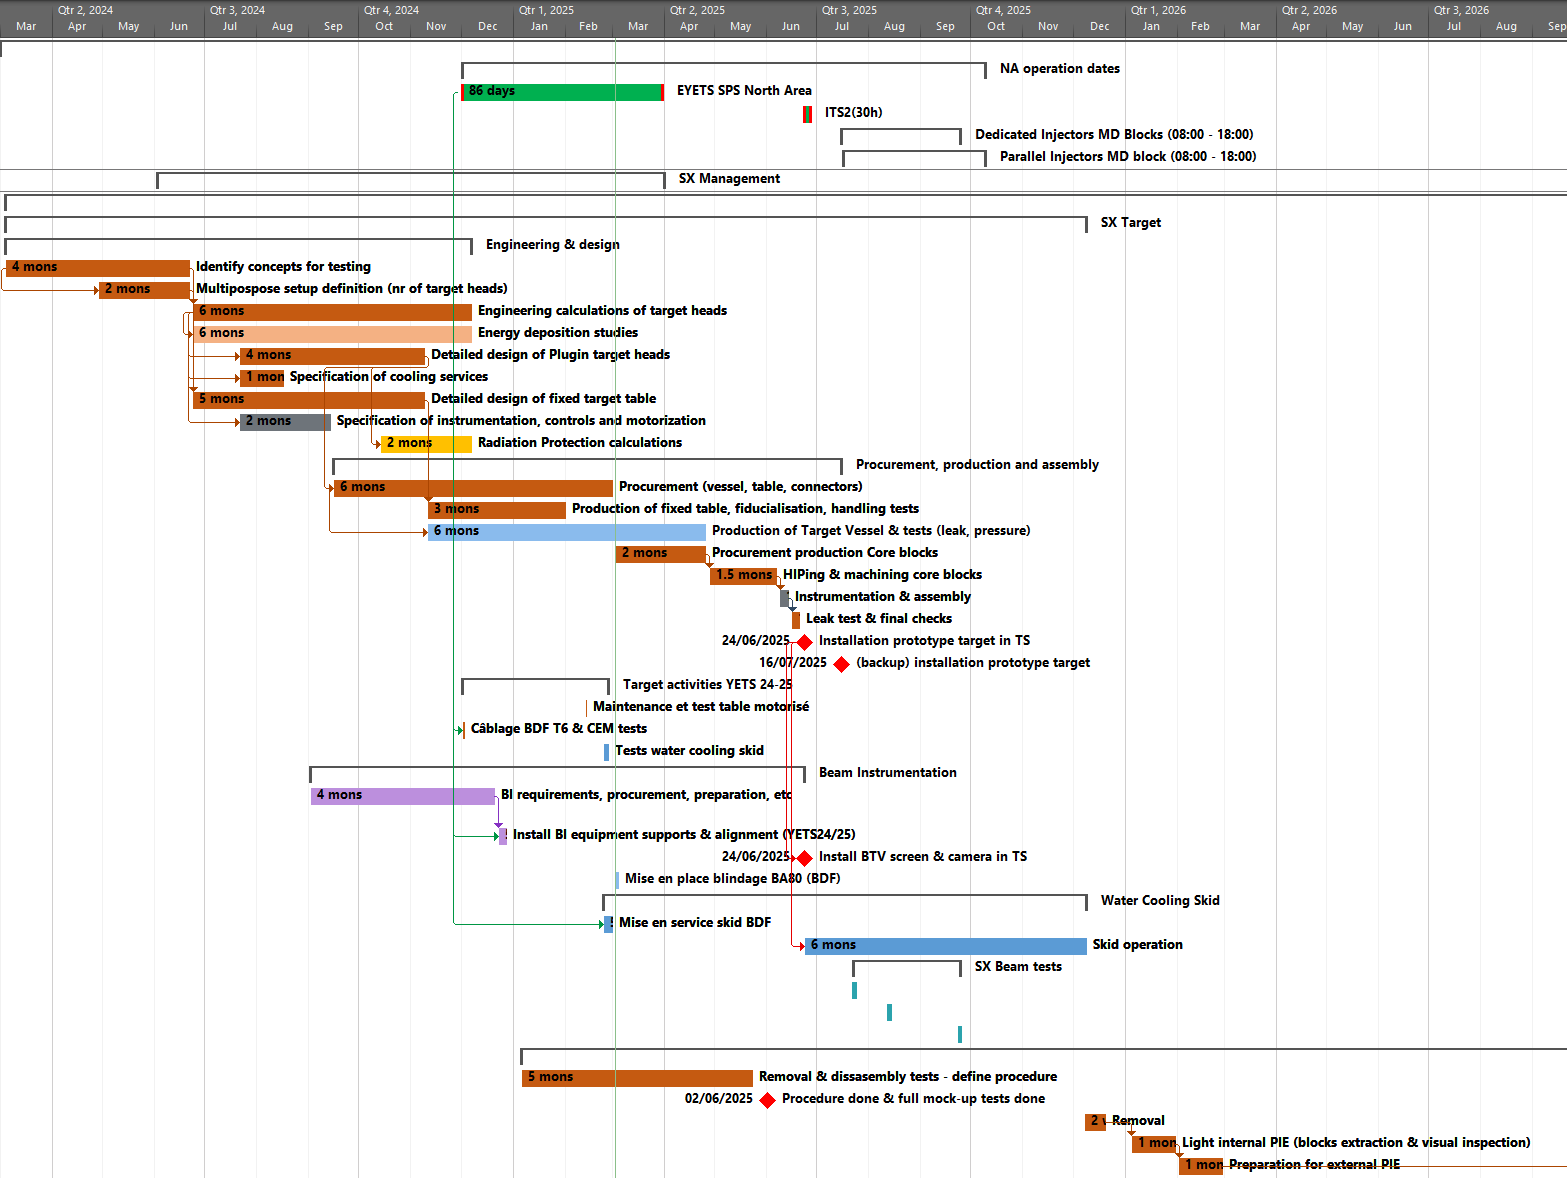 Qtr 2, 2024 Qtr 3, 2024 Qtr 4, 2024 Qtr 1, 2025 Qtr 2, 2025 Qtr 3, 2025 Qtr 4, 2025 Qtr 1, 2026 Qtr 2, 2026 Qtr 3, 2026
Mar Apr May Jun Jul Aug Sep Oct Nov Dec Jan Feb Mar Apr May Jun Jul Aug Sep Oct Nov Dec Jan Feb Mar Apr May Jun Jul Aug Sep
NA operation dates
86 days EYETS SPS North Area
ITS2(30h)
Dedicated Injectors MD Blocks (08:00 - 18:00)
Parallel Injectors MD block (08:00 - 18:00)
SX Management
SX Target
Engineering & design
4 mons Identify concepts for testing
2 mons Multipospose setup definition (nr of target heads)
6 mons Engineering calculations of target heads
6 mons Energy deposition studies
4 mons Detailed design of Plugin target heads
1 mon Specification of cooling services
5 mons Detailed design of fixed target table
2 mons Specification of instrumentation, controls and motorization
2 mons Radiation Protection calculations
Procurement, production and assembly
6 mons Procurement (vessel, table, connectors)
3 mons Production of fixed table, fiducialisation, handling tests
6 mons Production of Target Vessel & tests (leak, pressure)
2 mons Procurement production Core blocks
1.5 mons HIPing & machining core blocks
Instrumentation & assembly
Leak test & final checks
24/06/2025 Installation prototype target in TS
16/07/2025 (backup) installation prototype target
Target activities YETS 24-25
Maintenance et test table motorisé
Câblage BDF T6 & CEM tests
Tests water cooling skid
Beam Instrumentation
4 mons BI requirements, procurement, preparation, etc
Install BI equipment supports & alignment (YETS24/25)
24/06/2025 Install BTV screen & camera in TS
Mise en place blindage BA80 (BDF)
Water Cooling Skid
Mise en service skid BDF
6 mons Skid operation
SX Beam tests
5 mons Removal & dissasembly tests - define procedure
02/06/2025 Procedure done & full mock-up tests done
2 Removal
1 mon Light internal PIE (blocks extraction & visual inspection)
1 mon Preparation for external PIE